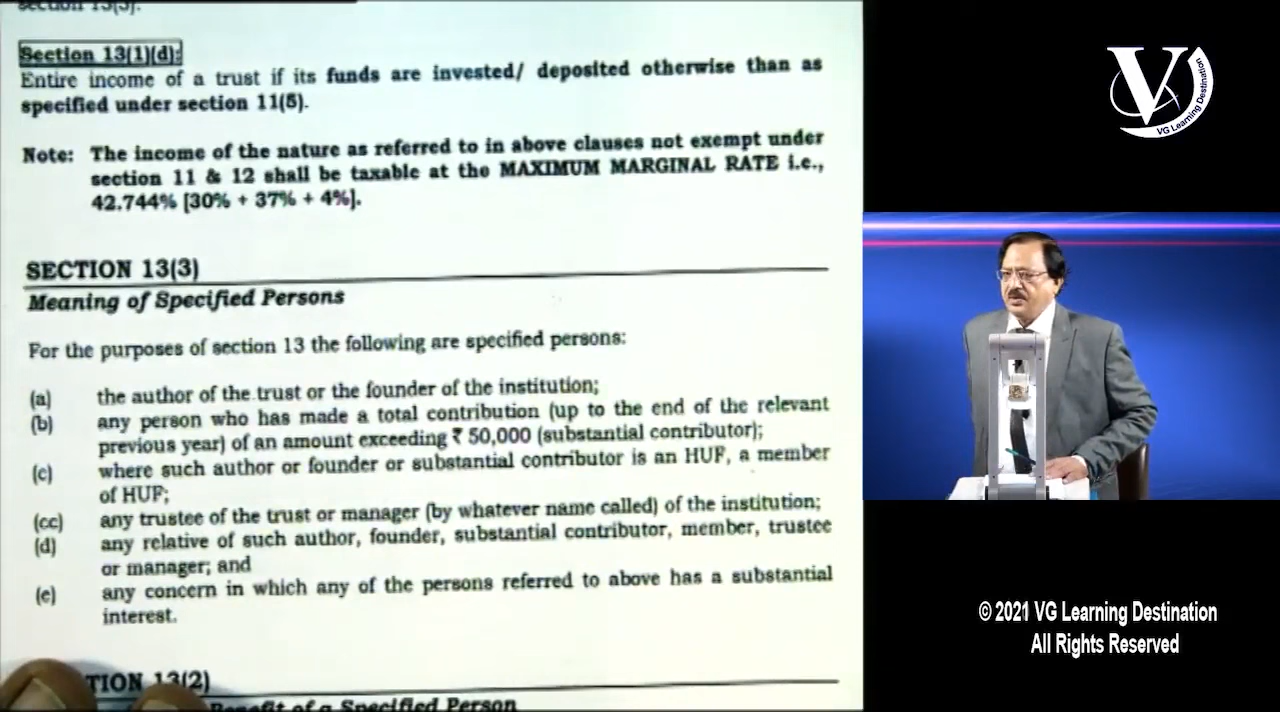 section 13(3).
Section 13(1)(d):
Entire income of a trust if its funds are invested/ deposited otherwise than as
specified under section 11(5).
Note: The income of the nature as referred to in above clauses not exempt under
section 11 & 12 shall be taxable at the MAXIMUM MARGINAL RATE i.e.,
42.744% [30% + 37% + 4%].
SECTION 13(3)
Meaning of Specified Persons
For the purposes of section 13 the following are specified persons:
(a) the author of the trust or the founder of the institution;
(b) any person who has made a total contribution (up to the end of the relevant
previous year) of an amount exceeding ₹ 50,000 (substantial contributor);
(c) where such author or founder or substantial contributor is an HUF, a member
of HUF;
(cc) any trustee of the trust or manager (by whatever name called) of the institution;
(d) any relative of such author, founder, substantial contributor, member, trustee
or manager; and
(e) any concern in which any of the persons referred to above has a substantial
interest.
TION 13(2)
Benefit of a Specified Person
V
VG Learning Destination
© 2021 VG Learning Destination
All Rights Reserved